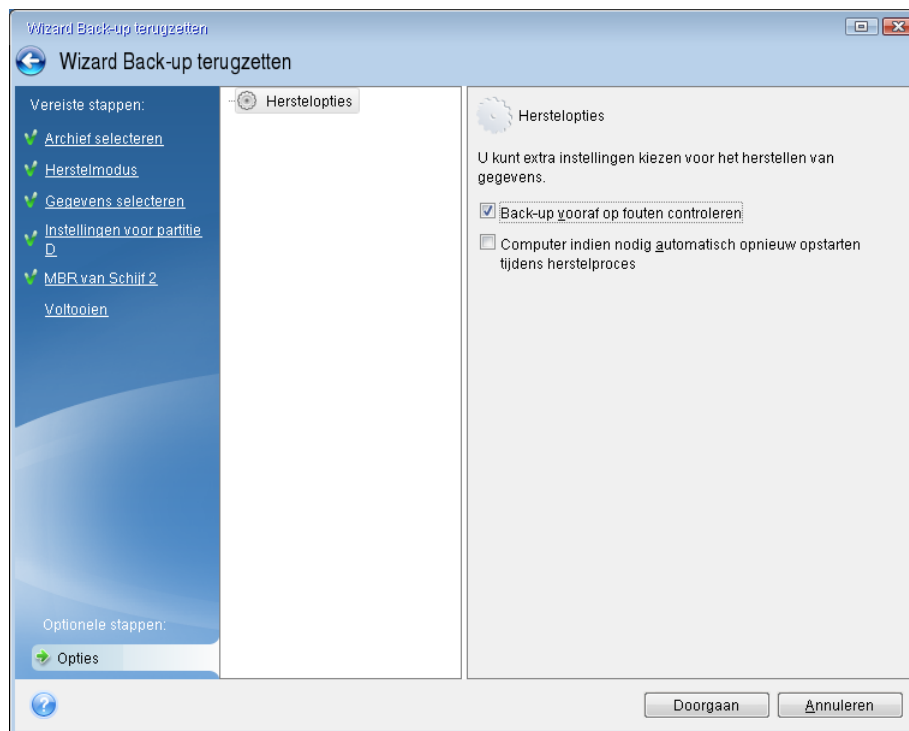 Wizard Back-up terugzetten
Wizard Back-up terugzetten
Vereiste stappen:
Archief selecteren
Herstelmodus
Gegevens selecteren
Instellingen voor partitie
D
MBR van Schijf 2
Voltooien
Optionele stappen:
Opties
Herstelopties
Herstelopties
U kunt extra instellingen kiezen voor het herstellen van
gegevens.
Back-up vooraf op fouten controleren
Computer indien nodig automatisch opnieuw opstarten
tijdens herstelproces
Doorgaan
Annuleren